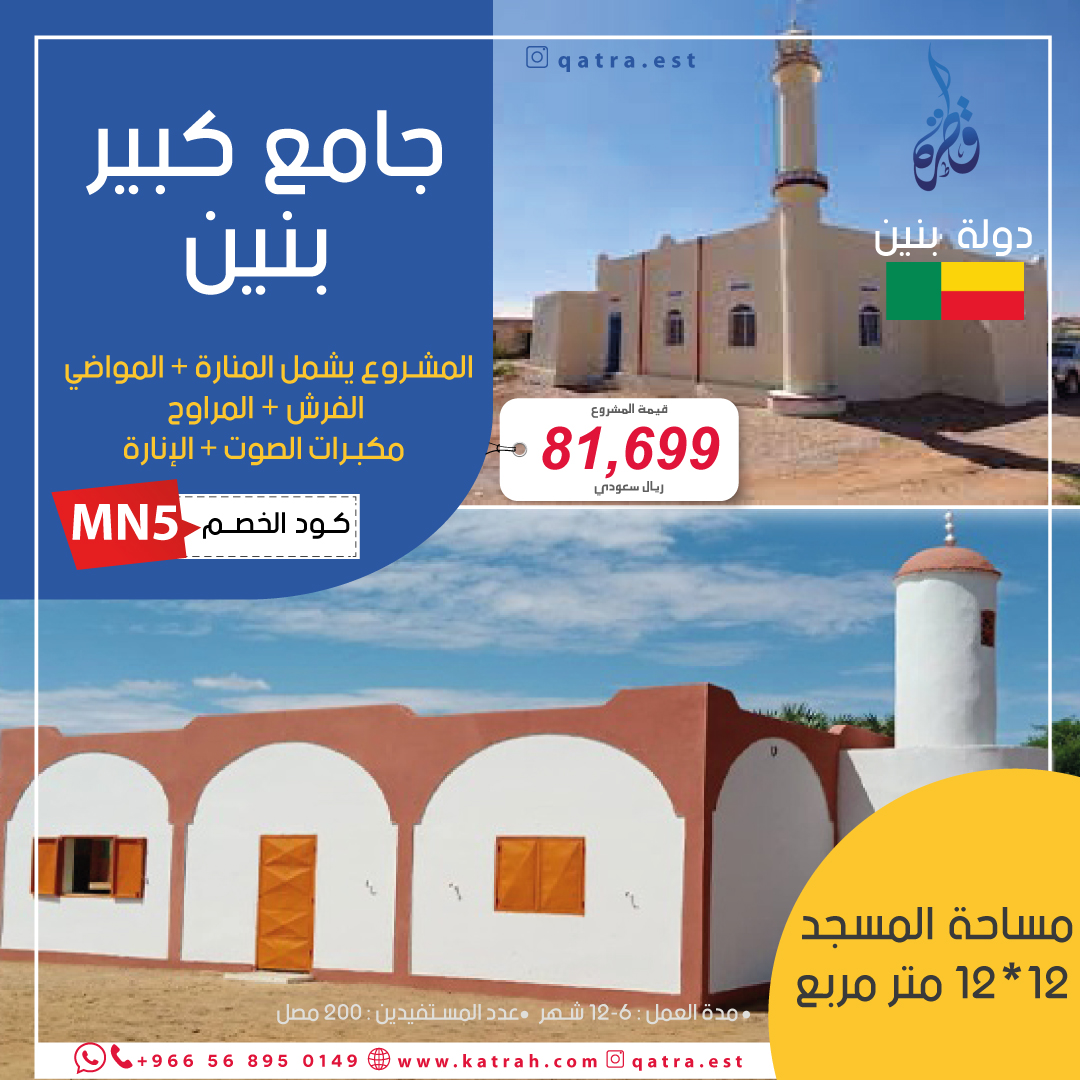 qatra.est
قطرة
جامع كبير
بنين
دولة بنين
المشروع يشمل المنارة + المواضي
الفرش + المراوح
مكبرات الصوت + الإنارة
قيمة المشروع
81,699
ريال سعودي
كود الخصم MN5
مساحة المسجد
12*12 متر مربع
• مدة العمل : 6-12 شهر •عدد المستفيدين : 200 مصل
+966 56 895 0149 www.katrah.com qatra.est